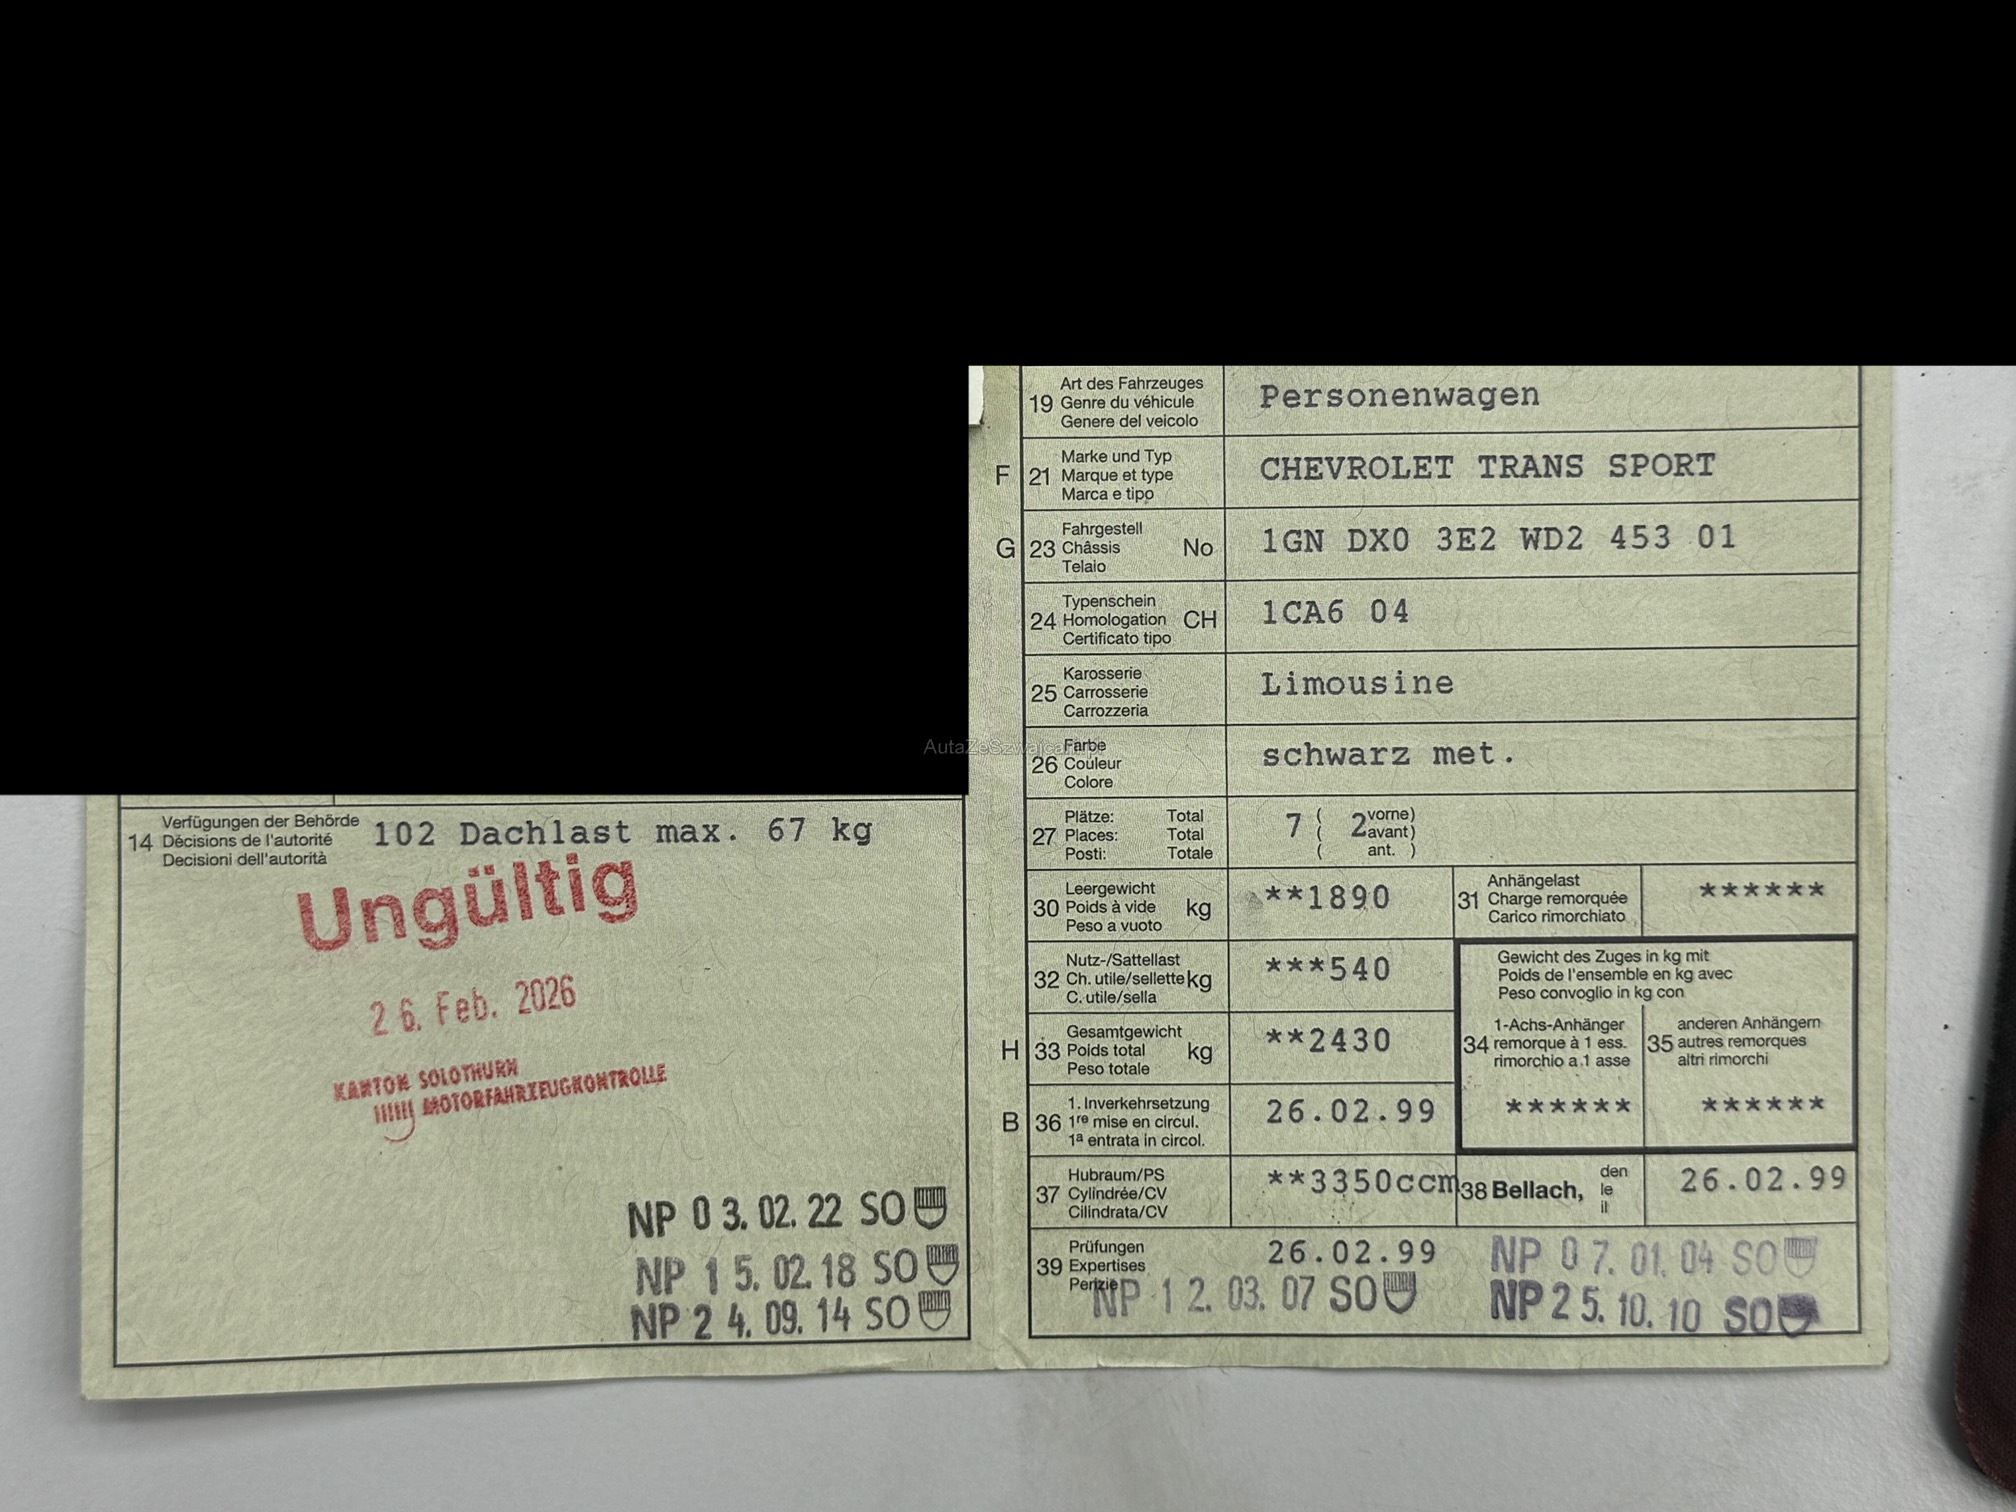 14 Verfügungen der Behörde
Décisions de l'autorité
Decisioni dell'autorità
102 Dachlast max. 67 kg
Ungültig
26. Feb. 2026
KANTON SOLOTHURN
MOTORFAHRZEUGKONTROLLE
NP 03.02.22 SO
NP 15.02.18 SO
NP 24.09.14 SO
19 Art des Fahrzeuges
Genre du véhicule
Genere del veicolo
Personenwagen
F 21 Marke und Typ
Marque et type
Marca e tipo
CHEVROLET TRANS SPORT
G 23 Fahrgestell
Châssis No
Telaio
1GN DX0 3E2 WD2 453 01
24 Typenschein
Homologation CH
Certificato tipo
1CA6 04
25 Karosserie
Carrosserie
Carrozzeria
Limousine
AutaZeSzwajcarii
26 Farbe
Couleur
Colore
schwarz met.
27 Plätze: Total
Places: Total
Posti: Totale
7 ( 2 vorne)
( avant)
( ant. )
30 Leergewicht
Poids à vide kg
Peso a vuoto
**1890
31 Anhängelast
Charge remorquée
Carico rimorchiato
******
32 Nutz-/Sattellast
Ch. utile/sellette kg
C. utile/sella
***540
Gewicht des Zuges in kg mit
Poids de l'ensemble en kg avec
Peso convoglio in kg con
H 33 Gesamtgewicht
Poids total kg
Peso totale
**2430
34 1-Achs-Anhänger
remorque à 1 ess.
rimorchio a 1 asse
******
35 anderen Anhängern
autres remorques
altri rimorchi
******
B 36 1. Inverkehrsetzung
1re mise en circul.
1a entrata in circol.
26.02.99
37 Hubraum/PS
Cylindrée/CV
Cilindrata/CV
**3350ccm
38 Bellach, den
le
il
26.02.99
39 Prüfungen
Expertises
Perizie
26.02.99
NP 07.01.04 SO
NP 12.03.07 SO
NP 25.10.10 SO